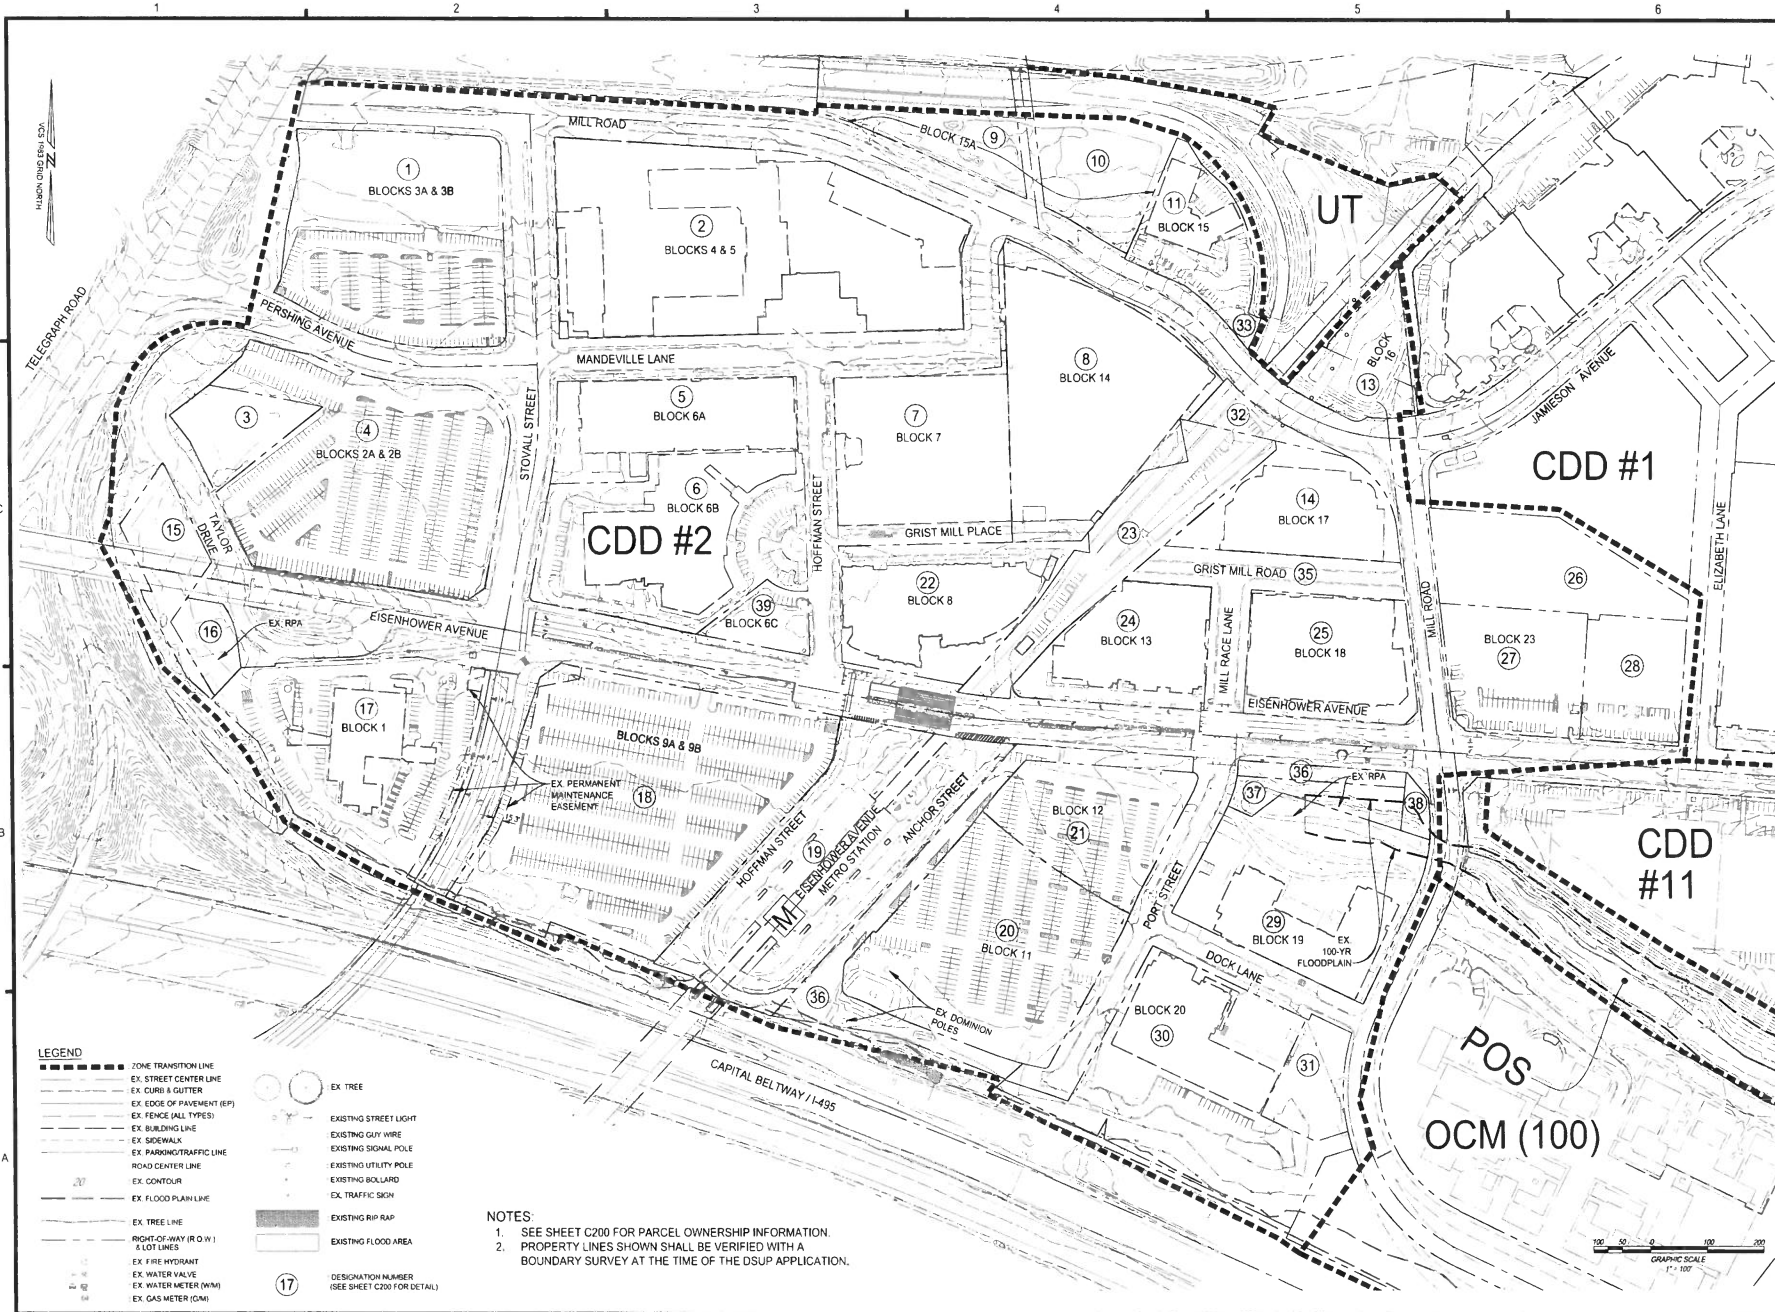 1
2
3
4
5
6
C
B
A
VCS 1983 GRID NORTH
N
TELEGRAPH ROAD
MILL ROAD
1
BLOCKS 3A & 3B
2
BLOCKS 4 & 5
BLOCK 15A
9
10
11
BLOCK 15
UT
33
BLOCK
16
13
JAMIESON AVENUE
CDD #1
ELIZABETH LANE
PERSHING AVENUE
MANDEVILLE LANE
STOVALL STREET
3
4
BLOCKS 2A & 2B
5
BLOCK 6A
6
BLOCK 6B
CDD #2
7
BLOCK 7
8
BLOCK 14
32
HOFFMAN STREET
GRIST MILL PLACE
23
14
BLOCK 17
GRIST MILL ROAD
35
MILL ROAD
26
15
TAYLOR
DRIVE
16
EX. RPA
EISENHOWER AVENUE
39
BLOCK 6C
22
BLOCK 8
24
BLOCK 13
MILL RACE LANE
25
BLOCK 18
BLOCK 23
27
28
EISENHOWER AVENUE
17
BLOCK 1
BLOCKS 9A & 9B
EX. PERMANENT
MAINTENANCE
EASEMENT
15.3'
18
HOFFMAN STREET
19
EISENHOWER AVENUE
METRO STATION
M
ANCHOR STREET
BLOCK 12
21
20
BLOCK 11
PORT STREET
36
EX. RPA
37
38
CDD
#11
29
BLOCK 19
EX.
100-YR
FLOODPLAIN
DOCK LANE
BLOCK 20
30
31
36
EX. DOMINION
POLES
CAPITAL BELTWAY / I-495
POS
OCM (100)
LEGEND
ZONE TRANSITION LINE
EX. STREET CENTER LINE
EX. CURB & GUTTER
EX. EDGE OF PAVEMENT (EP)
EX. FENCE (ALL TYPES)
EX. BUILDING LINE
EX. SIDEWALK
EX. PARKING/TRAFFIC LINE
ROAD CENTER LINE
20 EX. CONTOUR
EX. FLOOD PLAIN LINE
EX. TREE LINE
RIGHT-OF-WAY (R.O.W.)
& LOT LINES
EX. FIRE HYDRANT
EX. WATER VALVE
EX. WATER METER (W/M)
EX. GAS METER (G/M)
EX. TREE
EXISTING STREET LIGHT
EXISTING GUY WIRE
EXISTING SIGNAL POLE
EXISTING UTILITY POLE
EXISTING BOLLARD
EX. TRAFFIC SIGN
EXISTING RIP RAP
EXISTING FLOOD AREA
17 DESIGNATION NUMBER
(SEE SHEET C200 FOR DETAIL)
NOTES:
1. SEE SHEET C200 FOR PARCEL OWNERSHIP INFORMATION.
2. PROPERTY LINES SHOWN SHALL BE VERIFIED WITH A
BOUNDARY SURVEY AT THE TIME OF THE DSUP APPLICATION.
100 50 0 100 200
GRAPHIC SCALE
1" = 100'